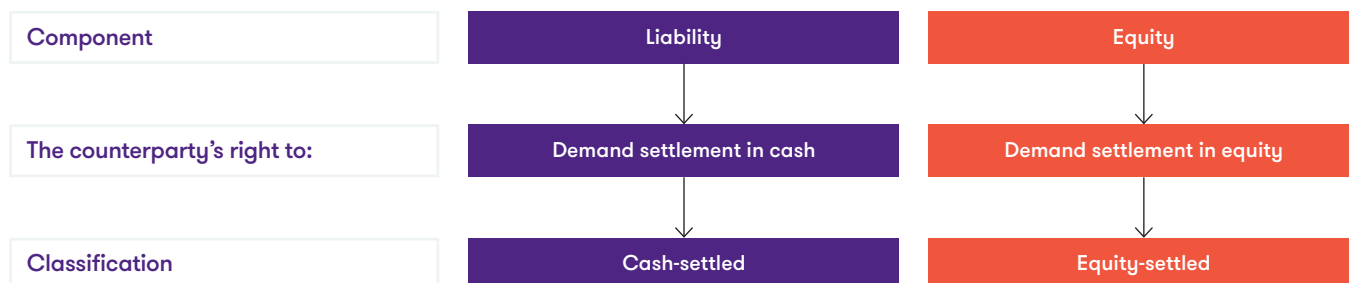 Component
Liability
Equity
The counterparty's right to:
Demand settlement in cash
Demand settlement in equity
Classification
Cash-settled
Equity-settled